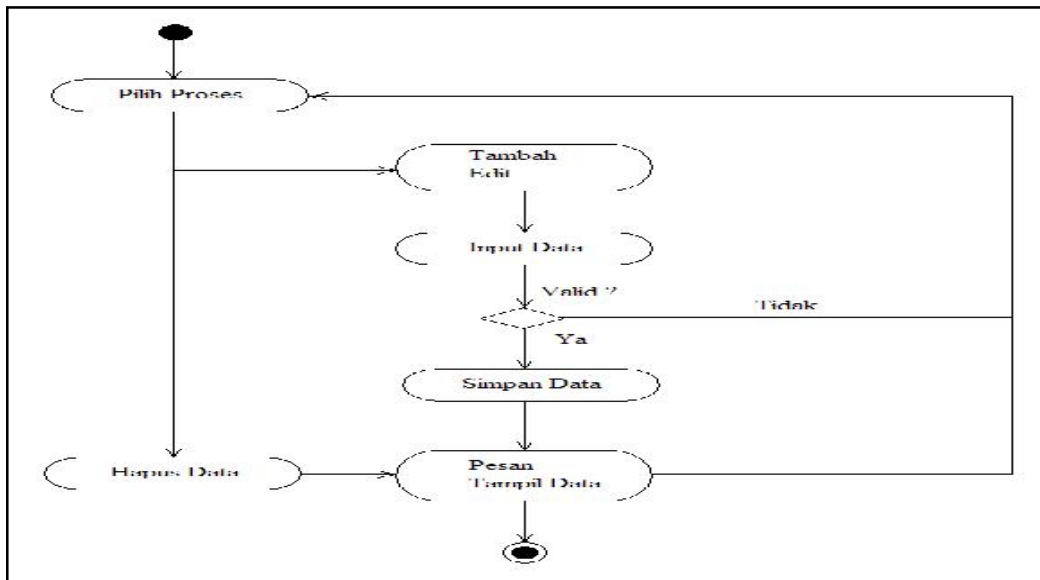 Pilih Proses
Tambah
Edit
Input Data
Valid ?
Tidak
Ya
Simpan Data
Hapus Data
Pesan
Tampil Data